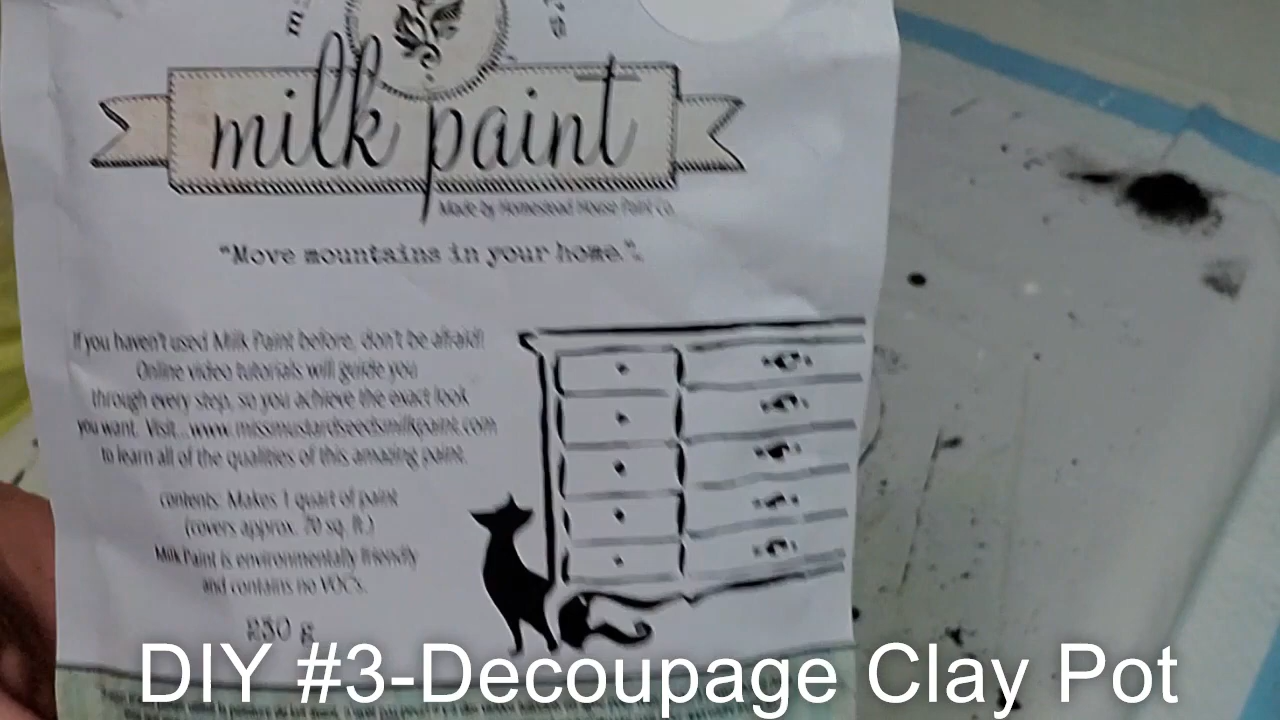 milk paint
Made by Homestead House Paint Co.
"Move mountains in your home."
If you haven't used Milk Paint before, don't be afraid!
Online video tutorials will guide you
through every step, so you achieve the exact look
you want. Visit...www.missmustardseedsmilkpaint.com
to learn all of the qualities of this amazing paint.
contents: Makes 1 quart of paint
(covers approx. 70 sq. ft.)
Milk Paint is environmentally friendly
and contains no VOC's.
230 g
DIY #3-Decoupage Clay Pot